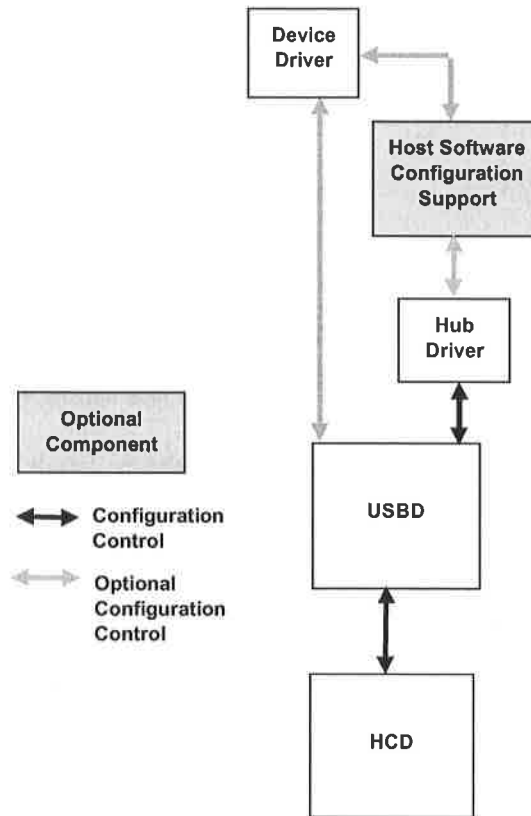 Device
Driver
Host Software
Configuration
Support
Hub
Driver
Optional
Component
USBD
Configuration
Control
Optional
Configuration
Control
HCD